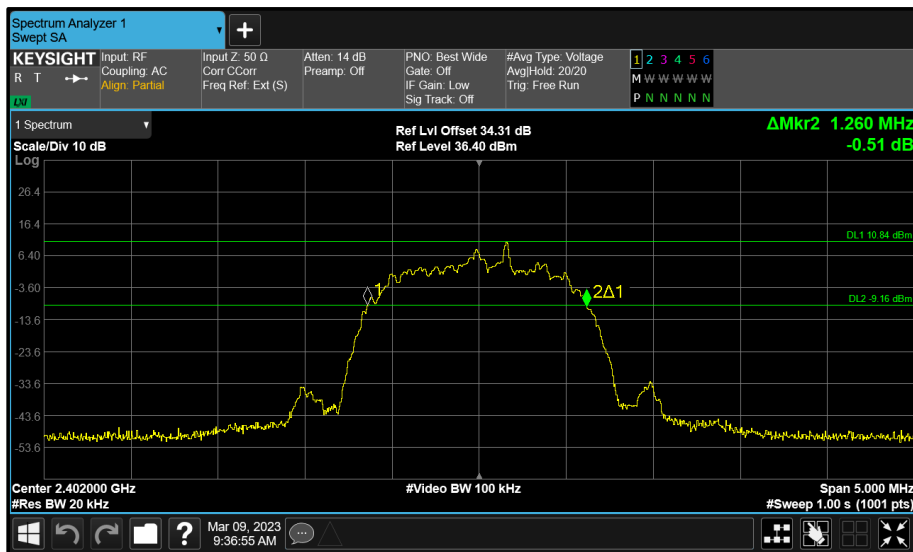 Spectrum Analyzer 1
Swept SA
KEYSIGHT
R T
LXI
Input: RF
Coupling: AC
Align: Partial
Input Z: 50 Ω
Corr CCorr
Freq Ref: Ext (S)
Atten: 14 dB
Preamp: Off
PNO: Best Wide
Gate: Off
IF Gain: Low
Sig Track: Off
#Avg Type: Voltage
Avg|Hold: 20/20
Trig: Free Run
1 2 3 4 5 6
M W W W W W
P N N N N N
1 Spectrum
Scale/Div 10 dB
Ref Lvl Offset 34.31 dB
Ref Level 36.40 dBm
ΔMkr2 1.260 MHz
-0.51 dB
Log
26.4
16.4
DL1 10.84 dBm
6.40
-3.60
1
2Δ1
DL2 -9.16 dBm
-13.6
-23.6
-33.6
-43.6
-53.6
Center 2.402000 GHz
#Video BW 100 kHz
Span 5.000 MHz
#Res BW 20 kHz
#Sweep 1.00 s (1001 pts)
?
Mar 09, 2023
9:36:55 AM